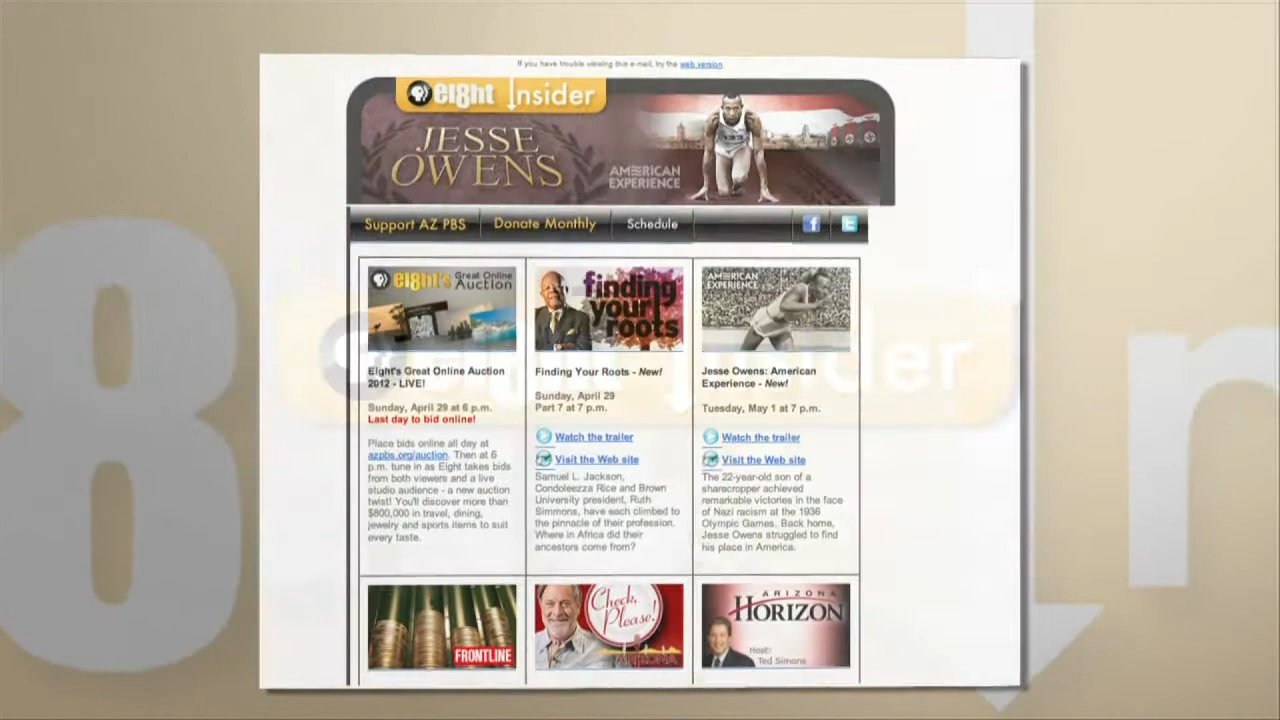 If you have trouble viewing this e-mail, try the web version
ei8ht Insider
JESSE
OWENS
AMERICAN
EXPERIENCE
Support AZ PBS
Donate Monthly
Schedule
ei8ht's Great Online
Auction
Eight's Great Online Auction
2012 - LIVE!
Sunday, April 29 at 6 p.m.
Last day to bid online!
Place bids online all day at
azpbs.org/auction. Then at 6
p.m. tune in as Eight takes bids
from both viewers and a live
studio audience - a new auction
twist! You'll discover more than
$800,000 in travel, dining,
jewelry and sports items to suit
every taste.
finding
your
roots
Finding Your Roots - New!
Sunday, April 29
Part 7 at 7 p.m.
Watch the trailer
Visit the Web site
Samuel L. Jackson,
Condoleezza Rice and Brown
University president, Ruth
Simmons, have each climbed to
the pinnacle of their profession.
Where in Africa did their
ancestors come from?
AMERICAN
EXPERIENCE
Jesse Owens: American
Experience - New!
Tuesday, May 1 at 7 p.m.
Watch the trailer
Visit the Web site
The 22-year-old son of a
sharecropper achieved
remarkable victories in the face
of Nazi racism at the 1936
Olympic Games. Back home,
Jesse Owens struggled to find
his place in America.
FRONTLINE
Check,
Please!
ARIZONA
ARIZONA
HORIZON
Host:
Ted Simons
8
n
Insider